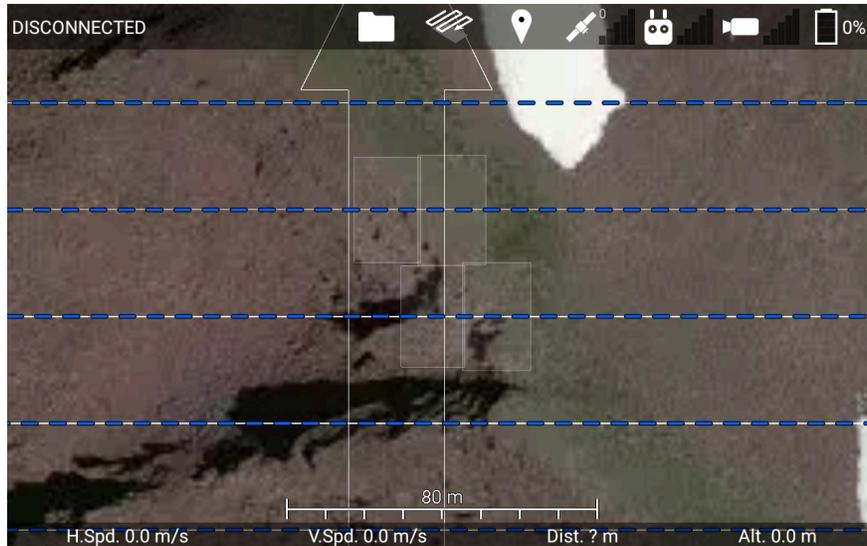 DISCONNECTED
0
0%
80 m
H.Spd. 0.0 m/s V.Spd. 0.0 m/s Dist. ? m Alt. 0.0 m